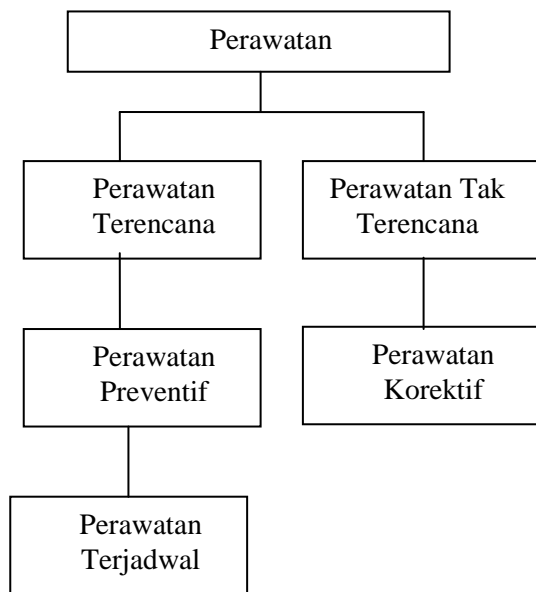 Perawatan
Perawatan
Terencana
Perawatan Tak
Terencana
Perawatan
Preventif
Perawatan
Korektif
Perawatan
Terjadwal